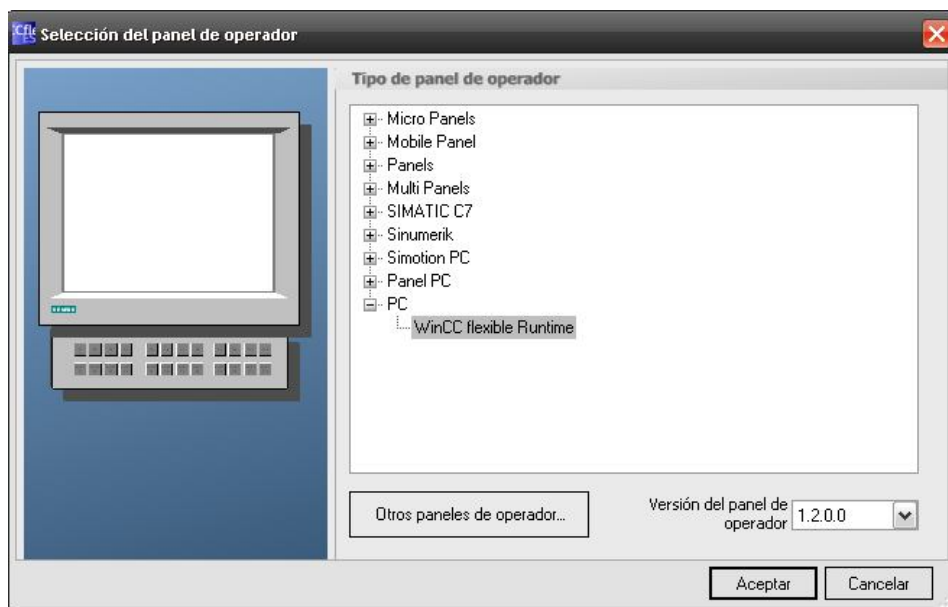 Selección del panel de operador
Tipo de panel de operador
Micro Panels
Mobile Panel
Panels
Multi Panels
SIMATIC C7
Sinumerik
Simotion PC
Panel PC
PC
WinCC flexible Runtime
Otros paneles de operador...
Versión del panel de
operador
1.2.0.0
Aceptar
Cancelar